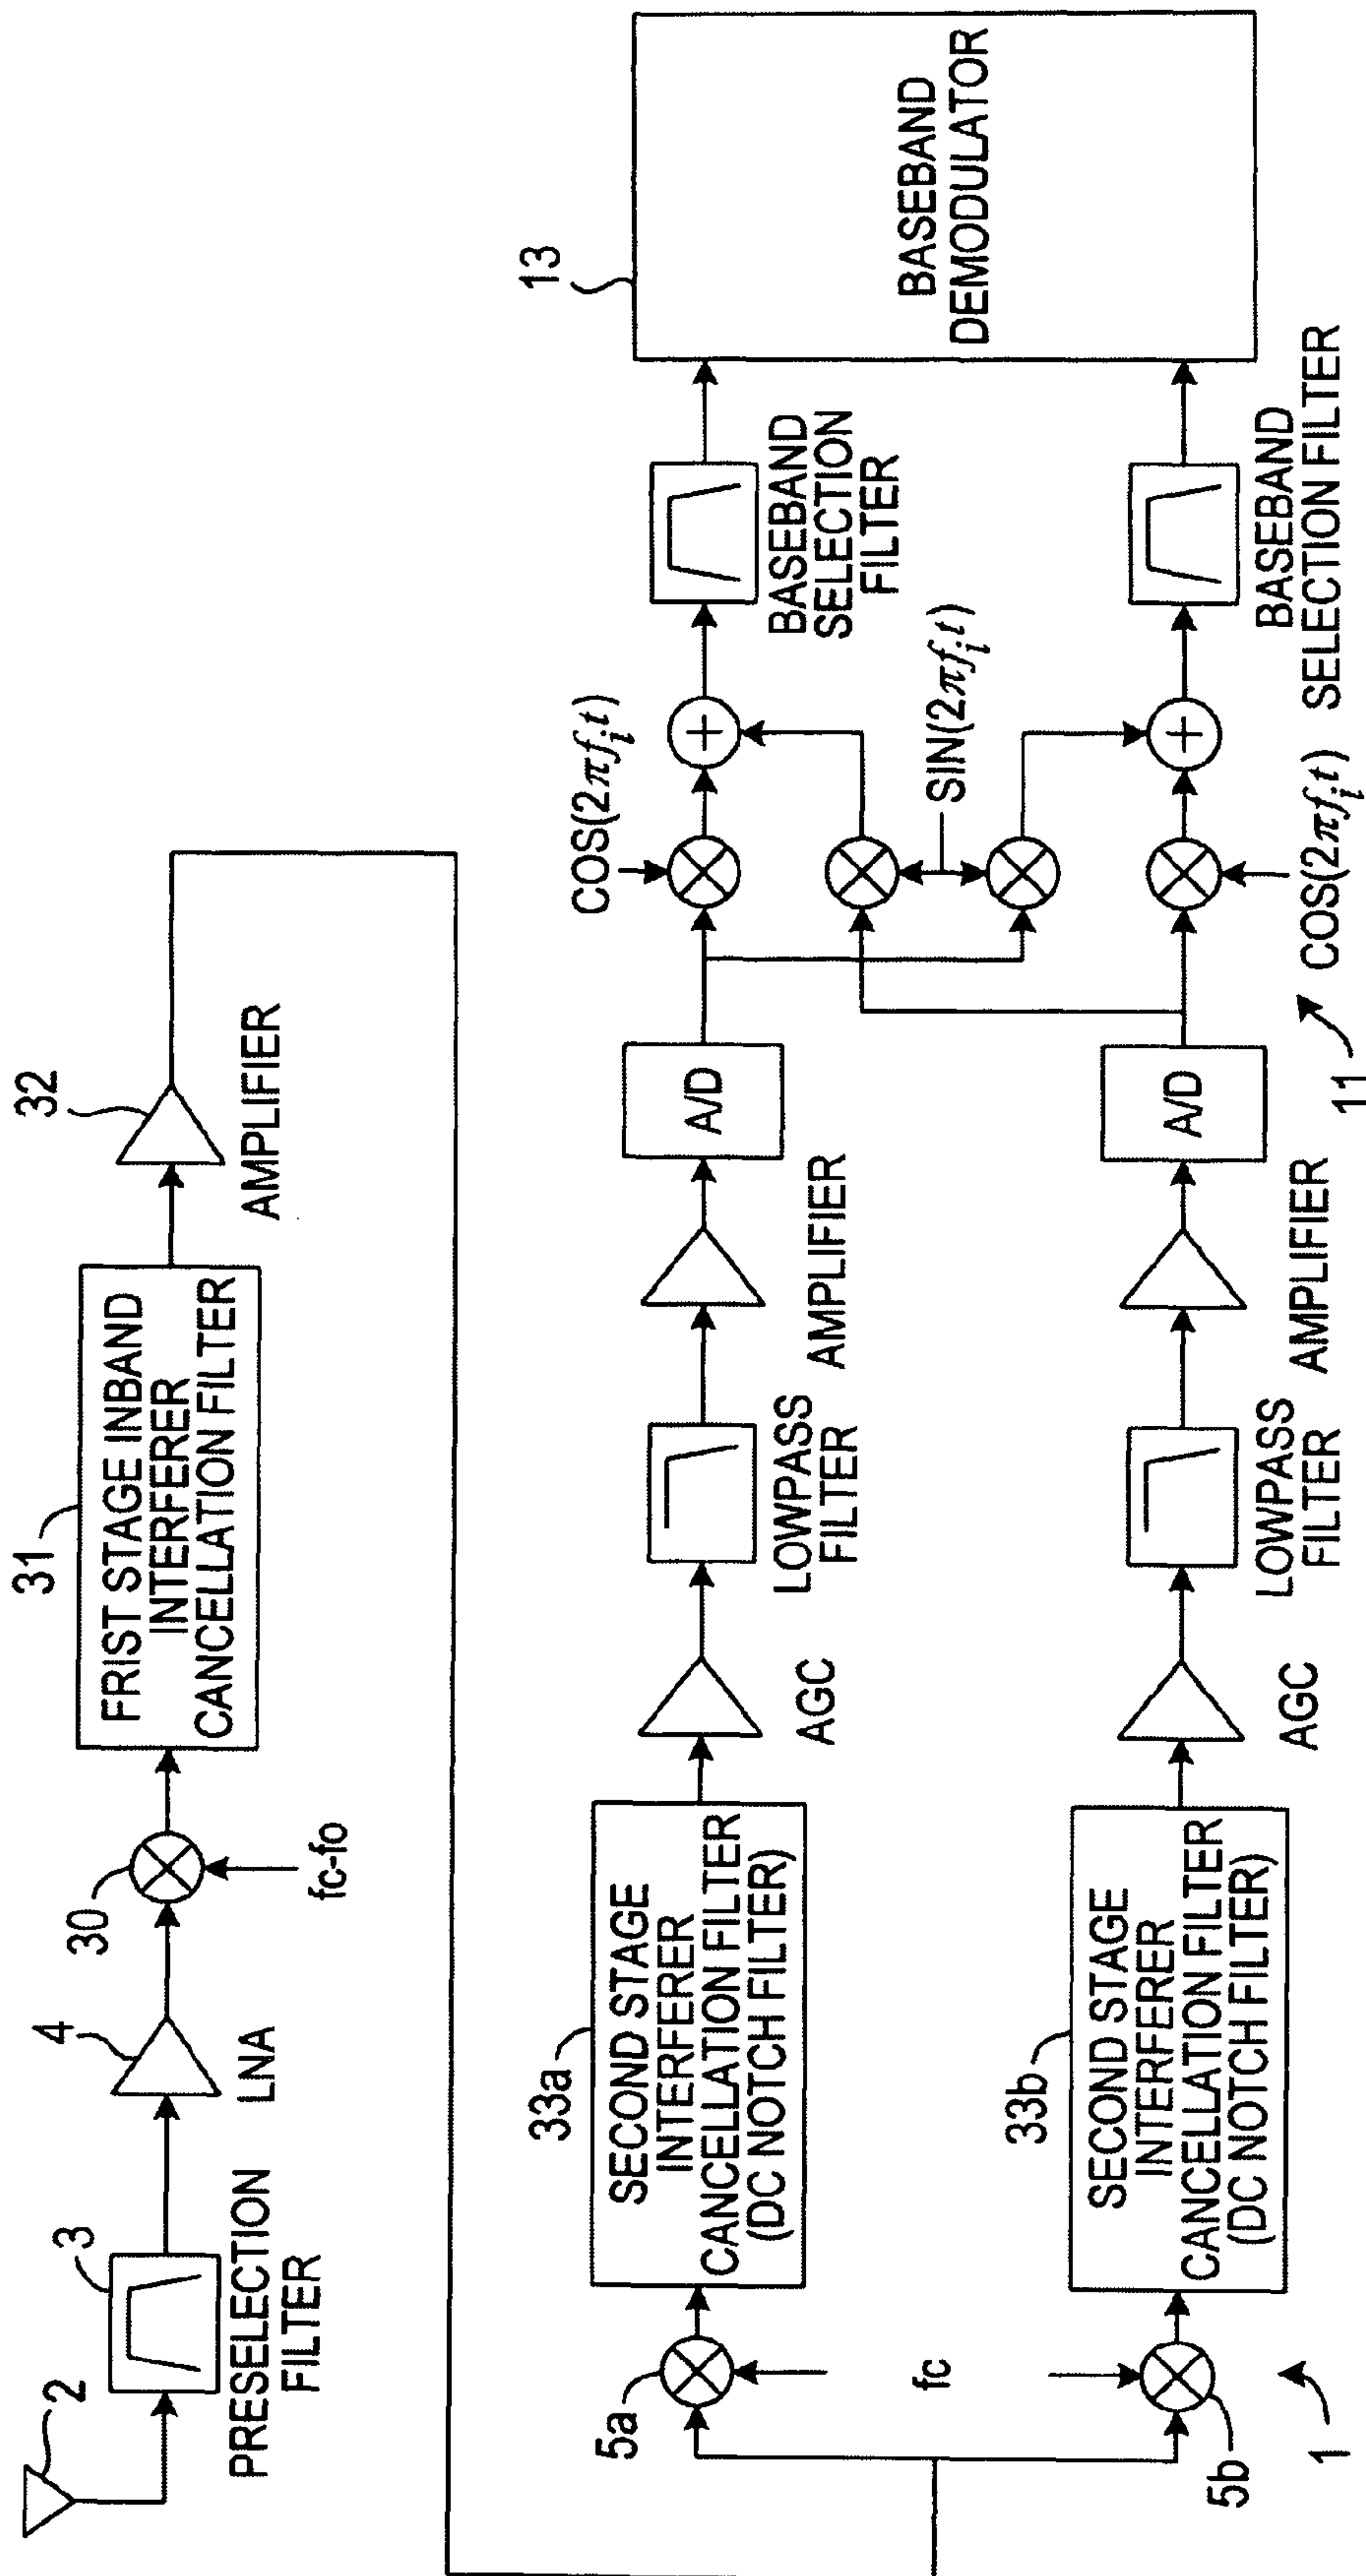 2
3
PRESELECTION
FILTER
4
LNA
30
fc-fo
31
FRIST STAGE INBAND
INTERFERER
CANCELLATION FILTER
32
AMPLIFIER
5a
fc
5b
1
33a
SECOND STAGE
INTERFERER
CANCELLATION FILTER
(DC NOTCH FILTER)
33b
SECOND STAGE
INTERFERER
CANCELLATION FILTER
(DC NOTCH FILTER)
AGC
AGC
LOWPASS
FILTER
LOWPASS
FILTER
AMPLIFIER
AMPLIFIER
A/D
A/D
11
COS(2πf_i t)
SIN(2πf_i t)
COS(2πf_i t)
BASEBAND
SELECTION
FILTER
BASEBAND
SELECTION FILTER
13
BASEBAND
DEMODULATOR